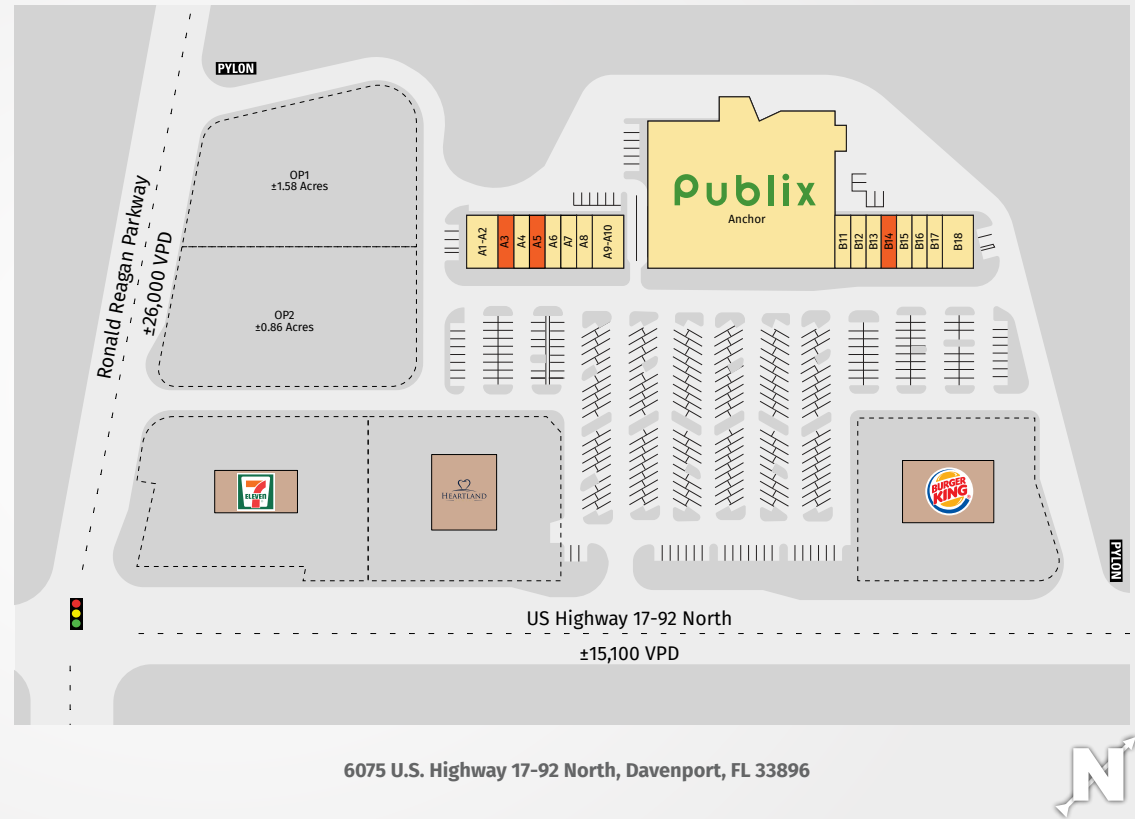 PYLON
OP1
±1.58 Acres
Publix
Anchor
A1-A2
A3
A4
A5
A6
A7
A8
A9-A10
B11
B12
B13
B14
B15
B16
B17
B18
Ronald Reagan Parkway
±26,000 VPD
OP2
±0.86 Acres
7
ELEVEN
HEARTLAND
BURGER
KING
PYLON
US Highway 17-92 North
±15,100 VPD
6075 U.S. Highway 17-92 North, Davenport, FL 33896
N